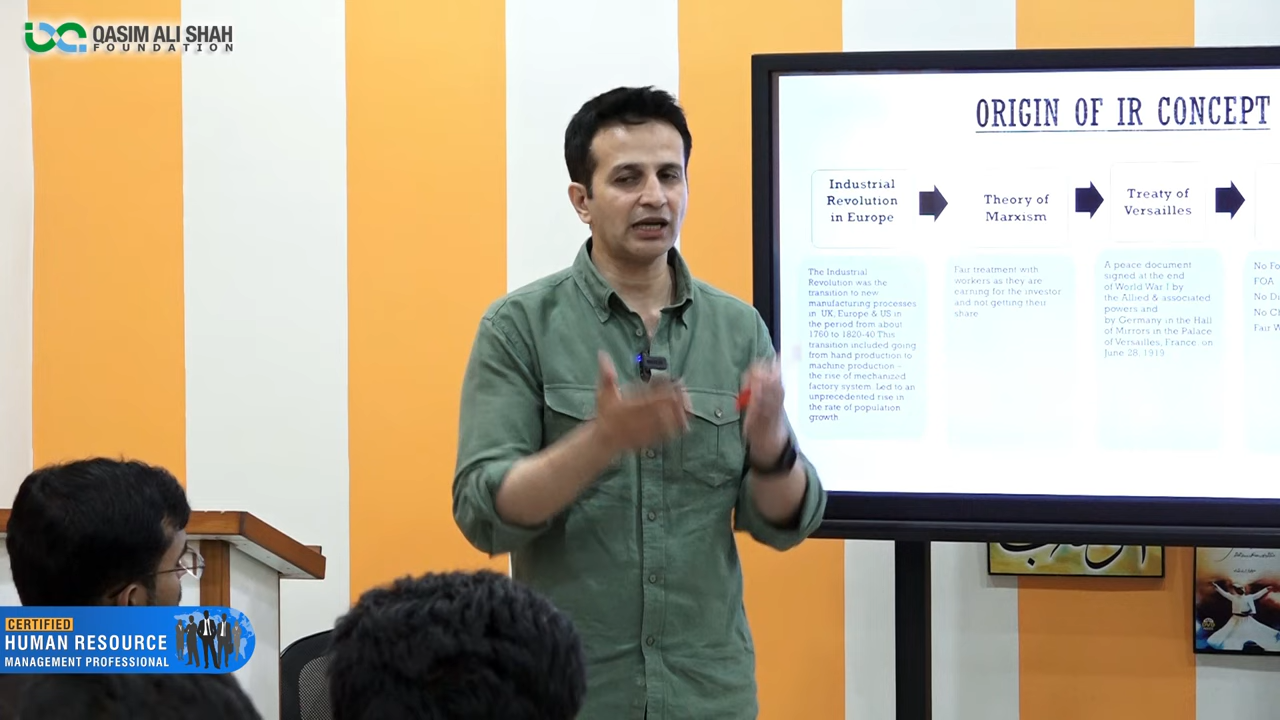 QASIM ALI SHAH
FOUNDATION
ORIGIN OF IR CONCEPT
Industrial
Revolution
in Europe
Theory of
Marxism
Treaty of
Versailles
The Industrial
Revolution was the
transition to new
manufacturing processes
in UK, Europe & US in
the period from about
1760 to 1820-40 This
transition included going
from hand production to
machine production –
the rise of mechanized
factory system. Led to an
unprecedented rise in
the rate of population
growth.
Fair treatment with
workers as they are
earning for the investor
and not getting their
share.
A peace document
signed at the end
of World War I by
the Allied & associated
powers and
by Germany in the Hall
of Mirrors in the Palace
of Versailles, France, on
June 28, 1919.
No Fo
FOA
No
No
Fair W
CERTIFIED
HUMAN RESOURCE
MANAGEMENT PROFESSIONAL